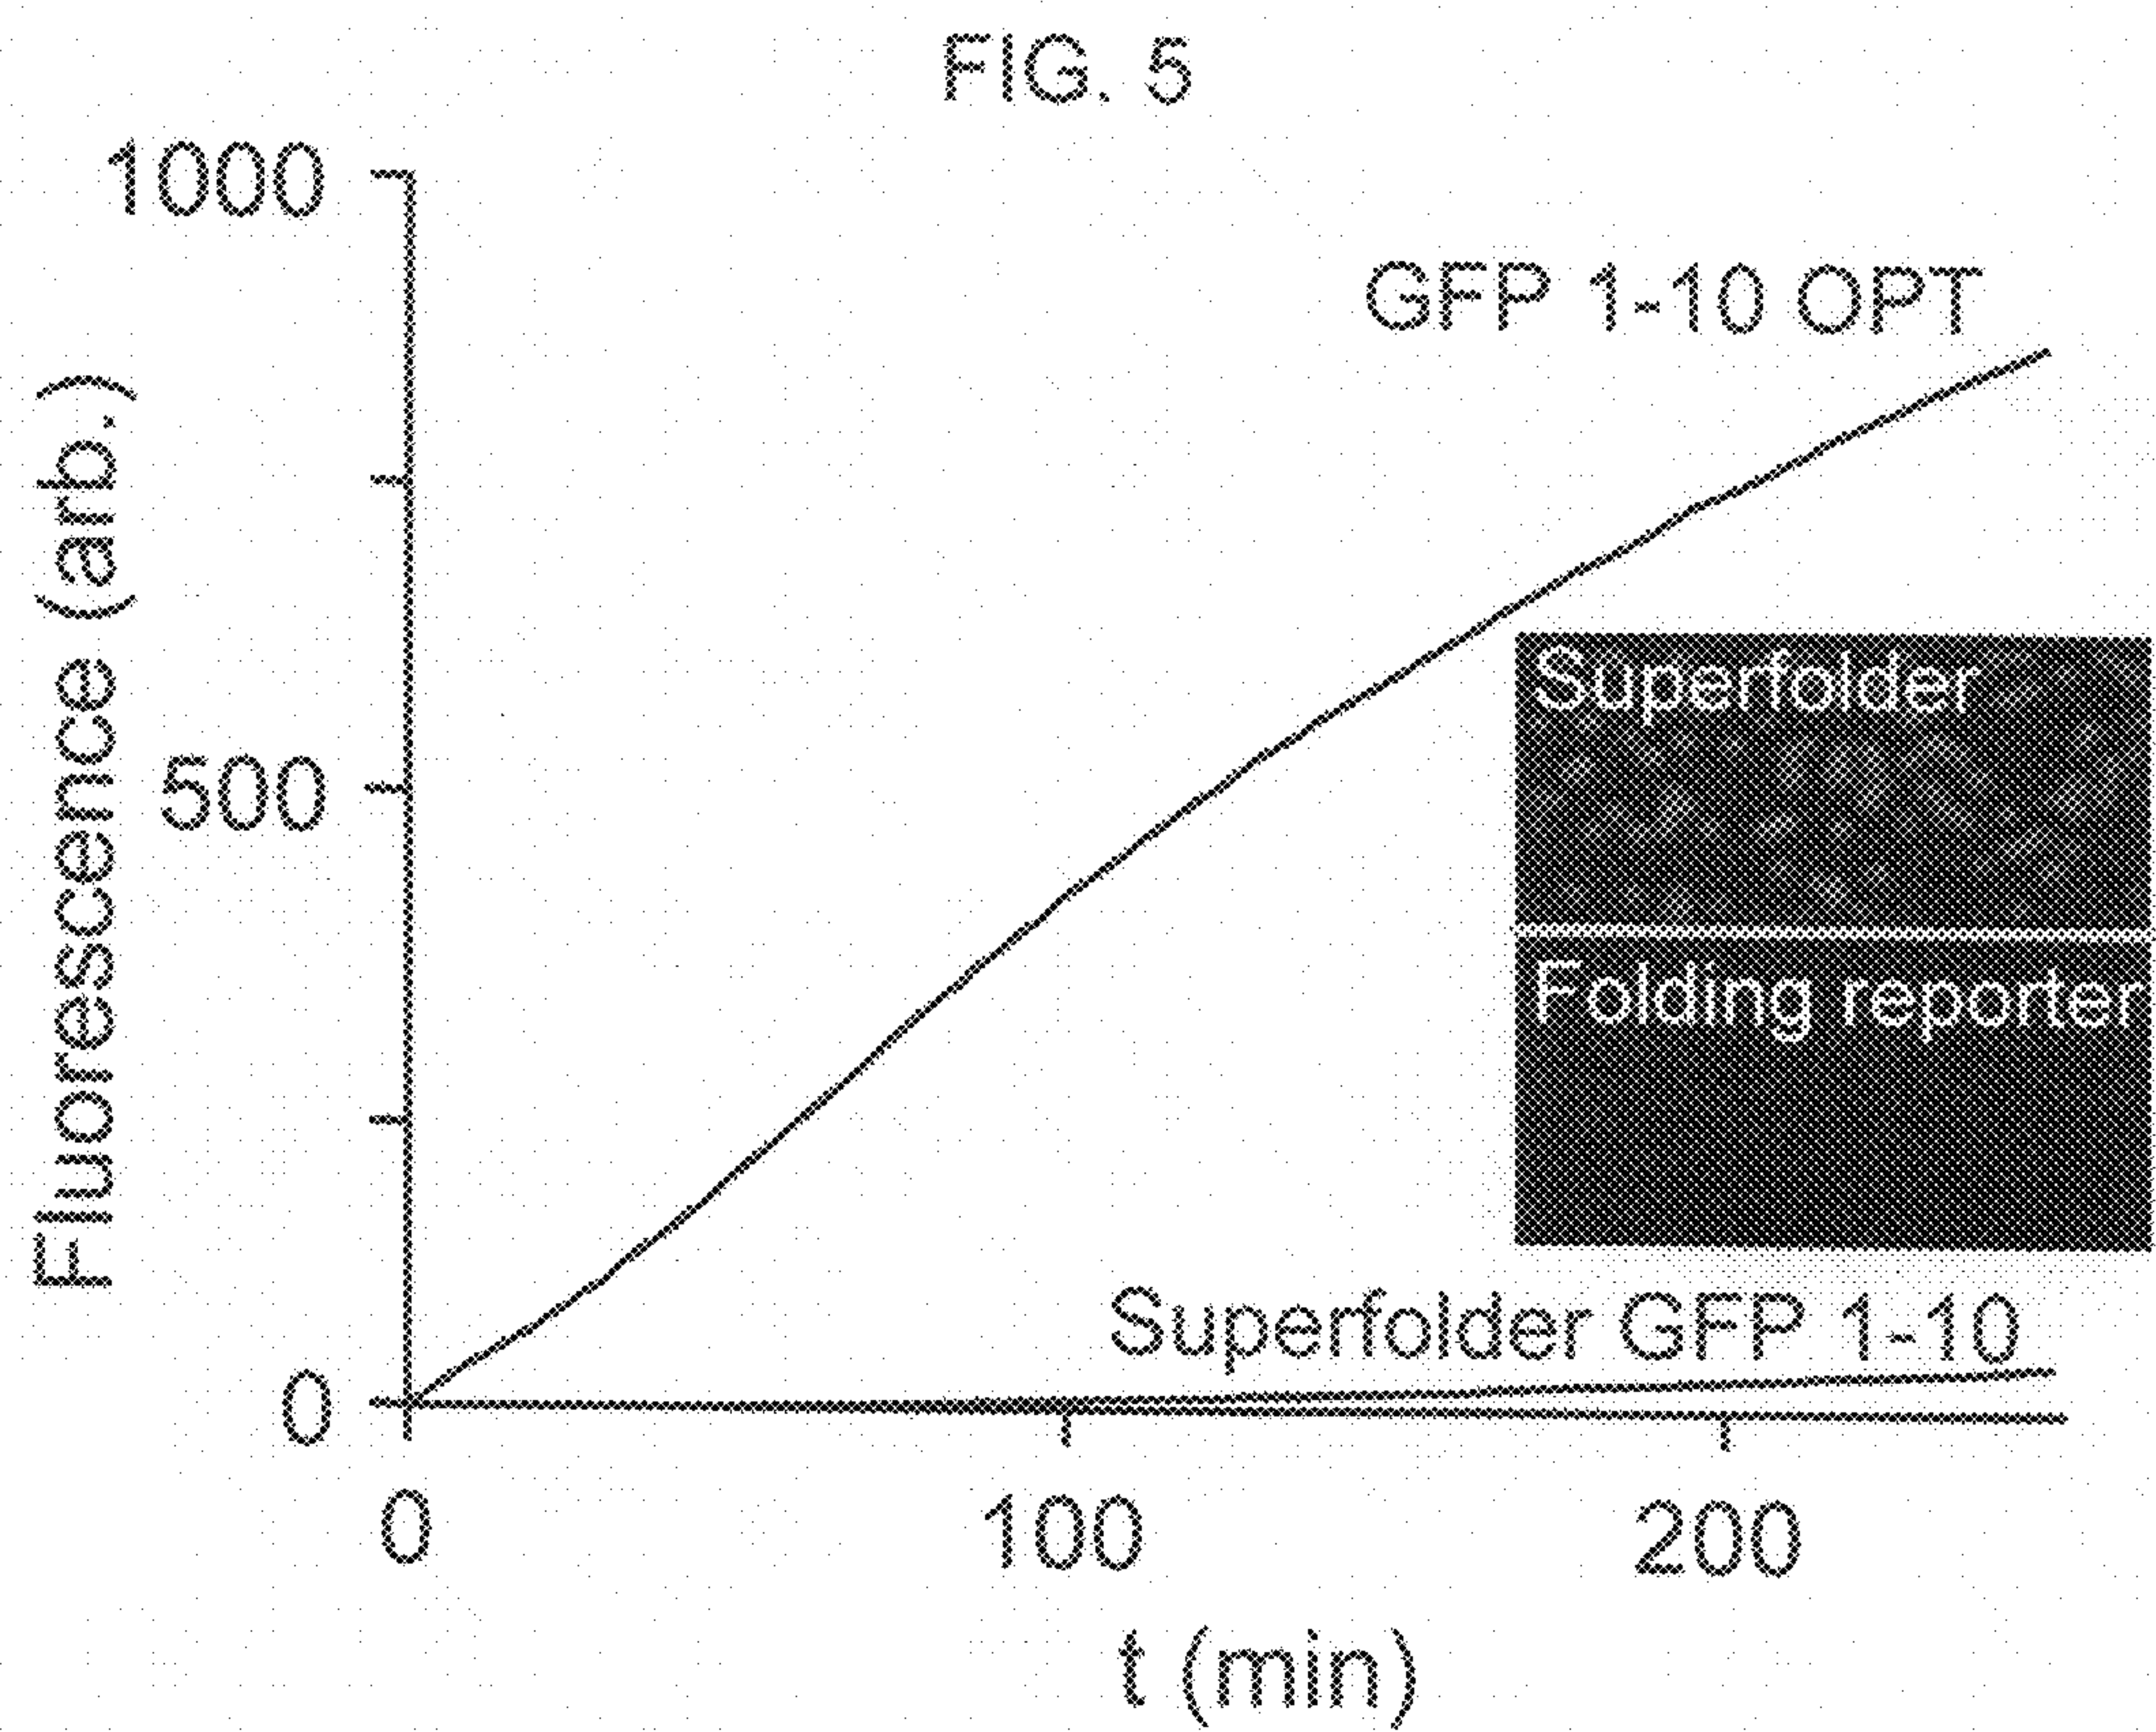 FIG. 5
1000
GFP 1-10 OPT
Fluorescence (arb.)
Superfolder
500
Folding reporter
Superfolder GFP 1-10
0
0 100 200
t (min)